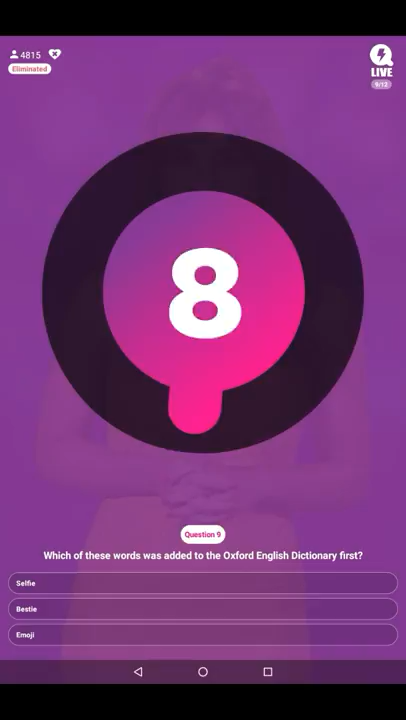 4815
Eliminated
LIVE
9/12
8
Question 9
Which of these words was added to the Oxford English Dictionary first?
Selfie
Bestie
Emoji